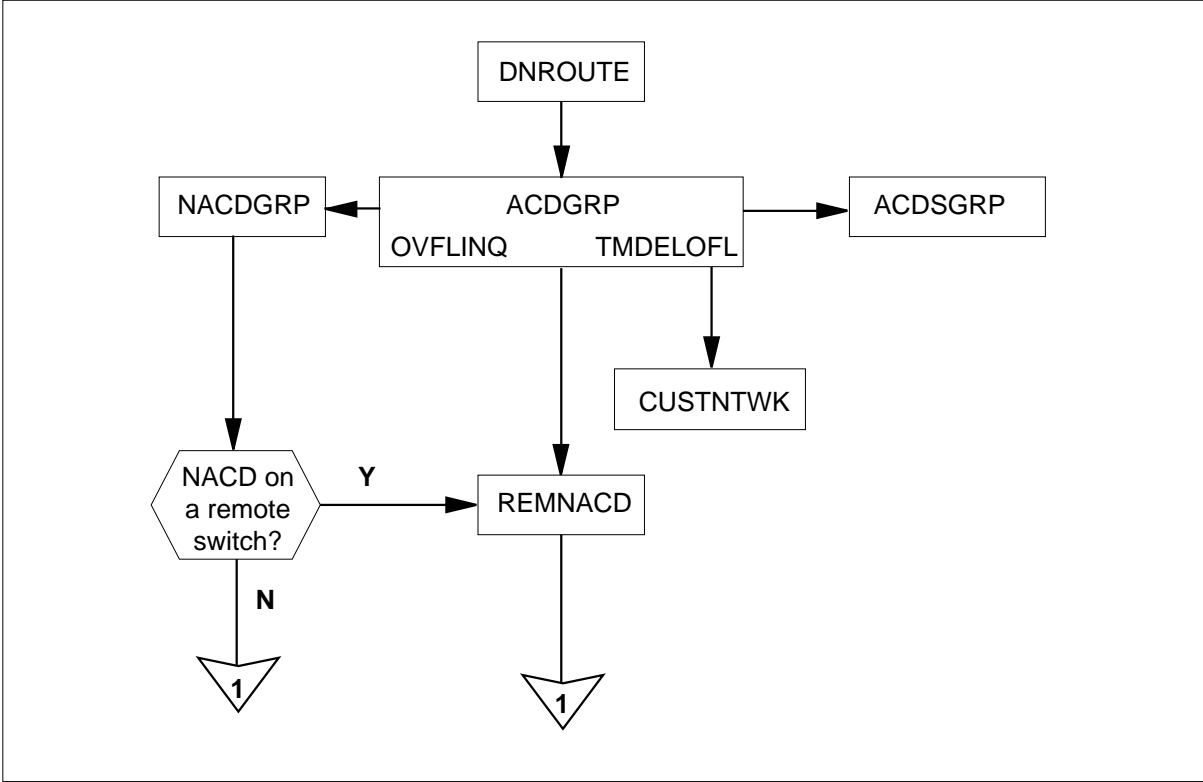 DNROUTE
NACDGRP
ACDGRP
ACDSGRP
OVFLINQ
TMDELOFL
CUSTNTWK
NACD on
a remote
switch?
Y
REMNACD
N
1
1